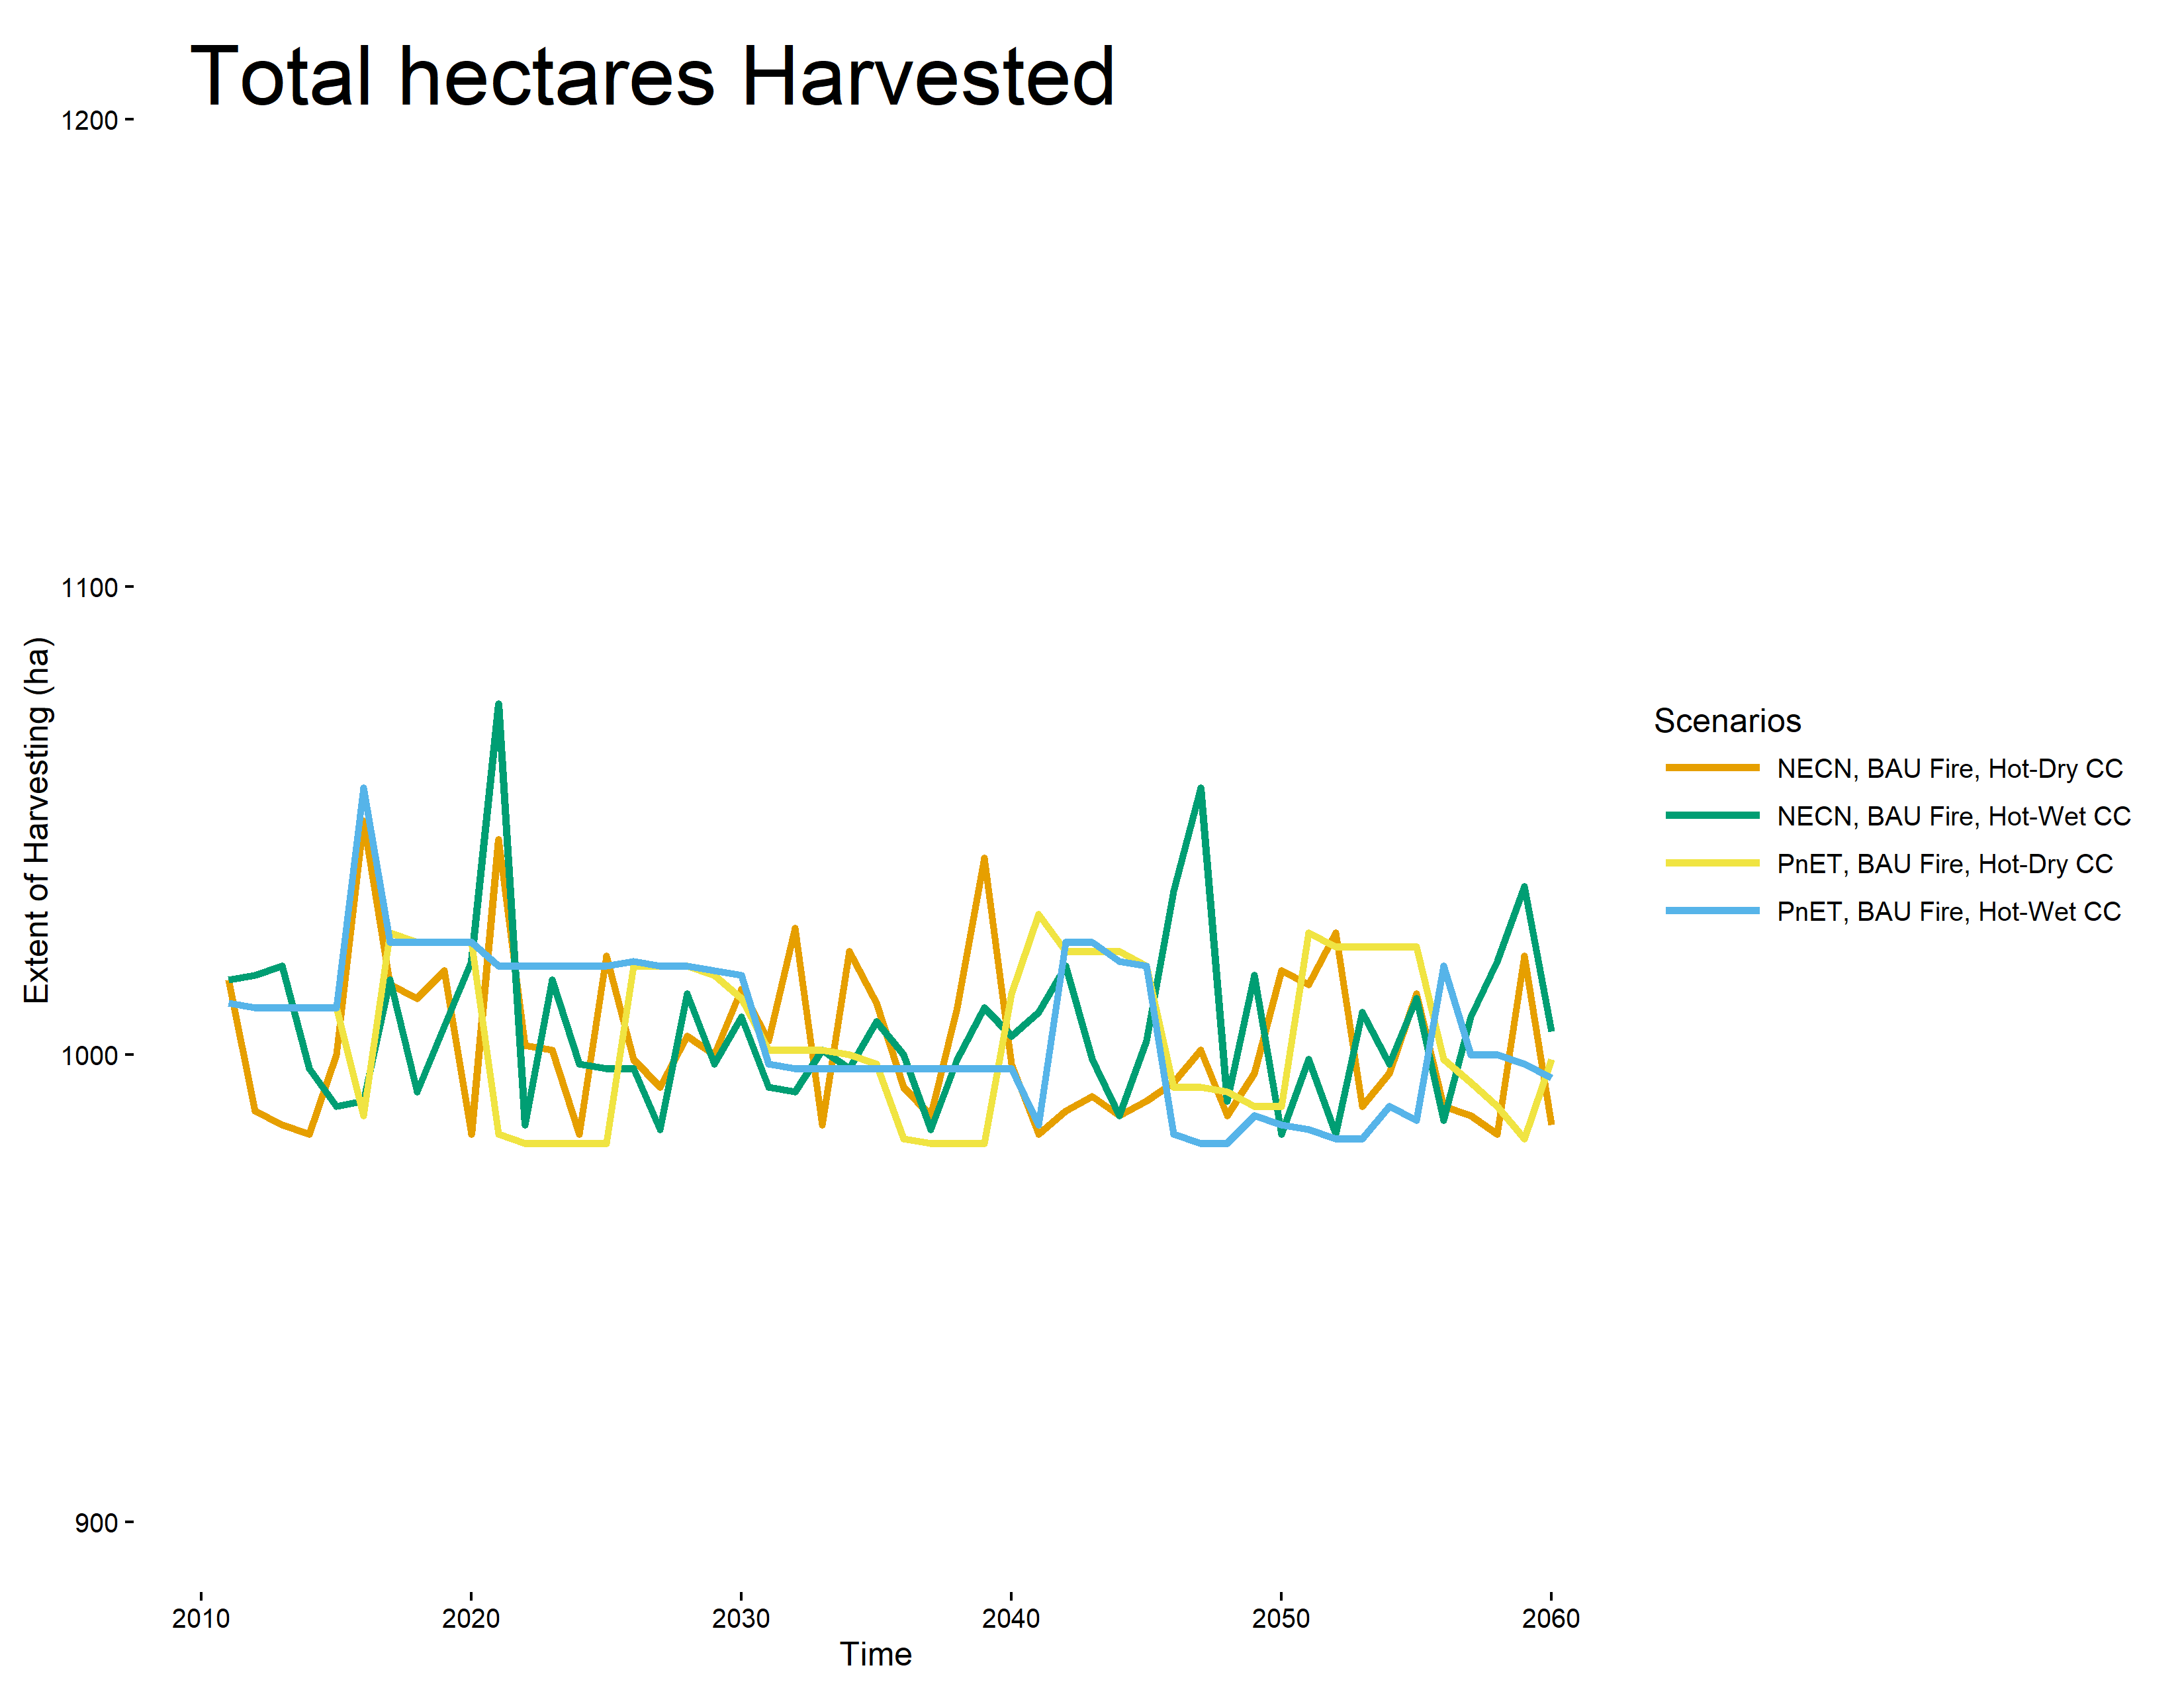 Total hectares Harvested
1200
1100
1000
900
Extent of Harvesting (ha)
2010 2020 2030 2040 2050 2060
Time
Scenarios
NECN, BAU Fire, Hot-Dry CC
NECN, BAU Fire, Hot-Wet CC
PnET, BAU Fire, Hot-Dry CC
PnET, BAU Fire, Hot-Wet CC